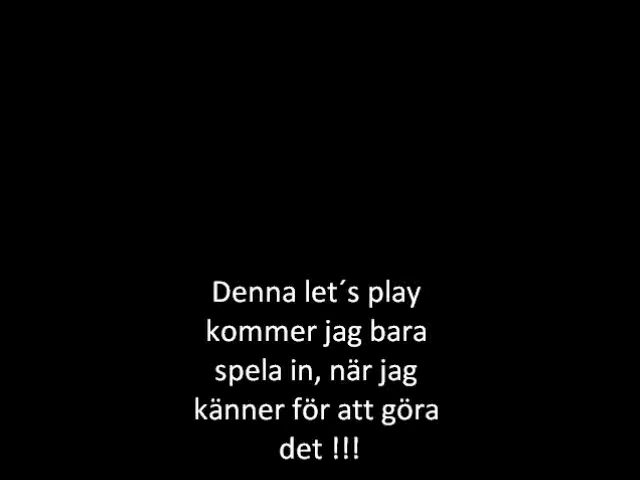 Denna let´s play
kommer jag bara
spela in, när jag
känner för att göra
det !!!